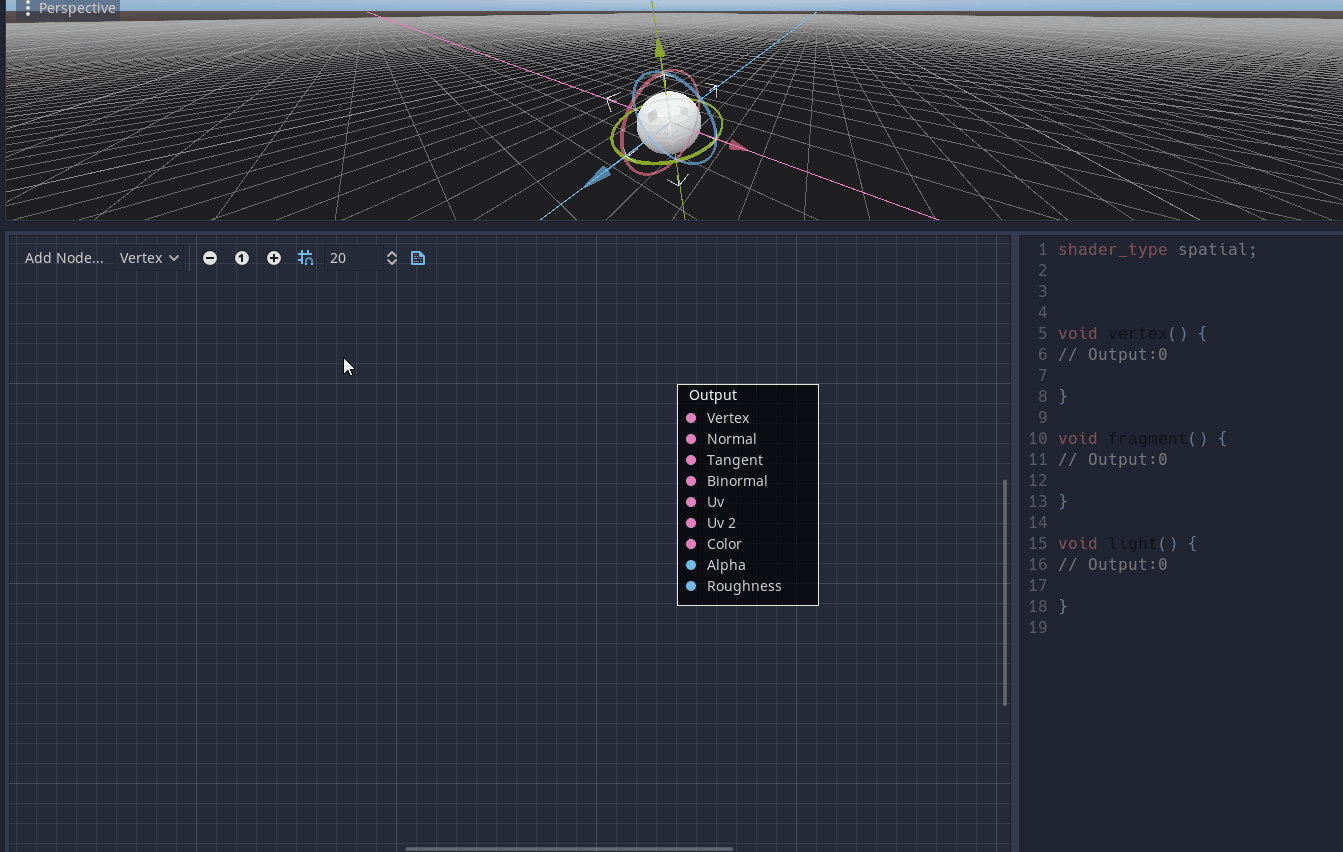 Perspective
Add Node... Vertex 1 20
Output
Vertex
Normal
Tangent
Binormal
Uv
Uv 2
Color
Alpha
Roughness
1 shader_type spatial;
2
3
4
5 void vertex() {
6 // Output:0
7
8 }
9
10 void fragment() {
11 // Output:0
12
13 }
14
15 void light() {
16 // Output:0
17
18 }
19